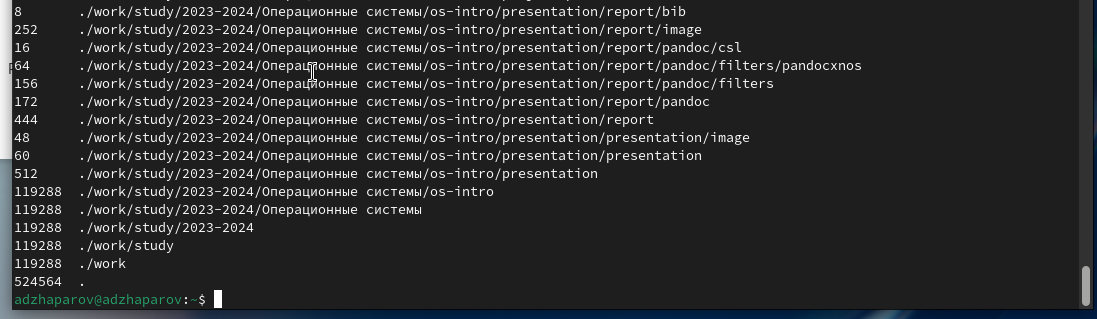 8 ./work/study/2023-2024/Операционные системы/os-intro/presentation/report/bib
252 ./work/study/2023-2024/Операционные системы/os-intro/presentation/report/image
16 ./work/study/2023-2024/Операционные системы/os-intro/presentation/report/pandoc/csl
64 ./work/study/2023-2024/Операционные системы/os-intro/presentation/report/pandoc/filters/pandocxnos
156 ./work/study/2023-2024/Операционные системы/os-intro/presentation/report/pandoc/filters
172 ./work/study/2023-2024/Операционные системы/os-intro/presentation/report/pandoc
444 ./work/study/2023-2024/Операционные системы/os-intro/presentation/report
48 ./work/study/2023-2024/Операционные системы/os-intro/presentation/presentation/image
60 ./work/study/2023-2024/Операционные системы/os-intro/presentation/presentation
512 ./work/study/2023-2024/Операционные системы/os-intro/presentation
119288 ./work/study/2023-2024/Операционные системы/os-intro
119288 ./work/study/2023-2024/Операционные системы
119288 ./work/study/2023-2024
119288 ./work/study
119288 ./work
524564 .
adzhaparov@adzhaparov:~$